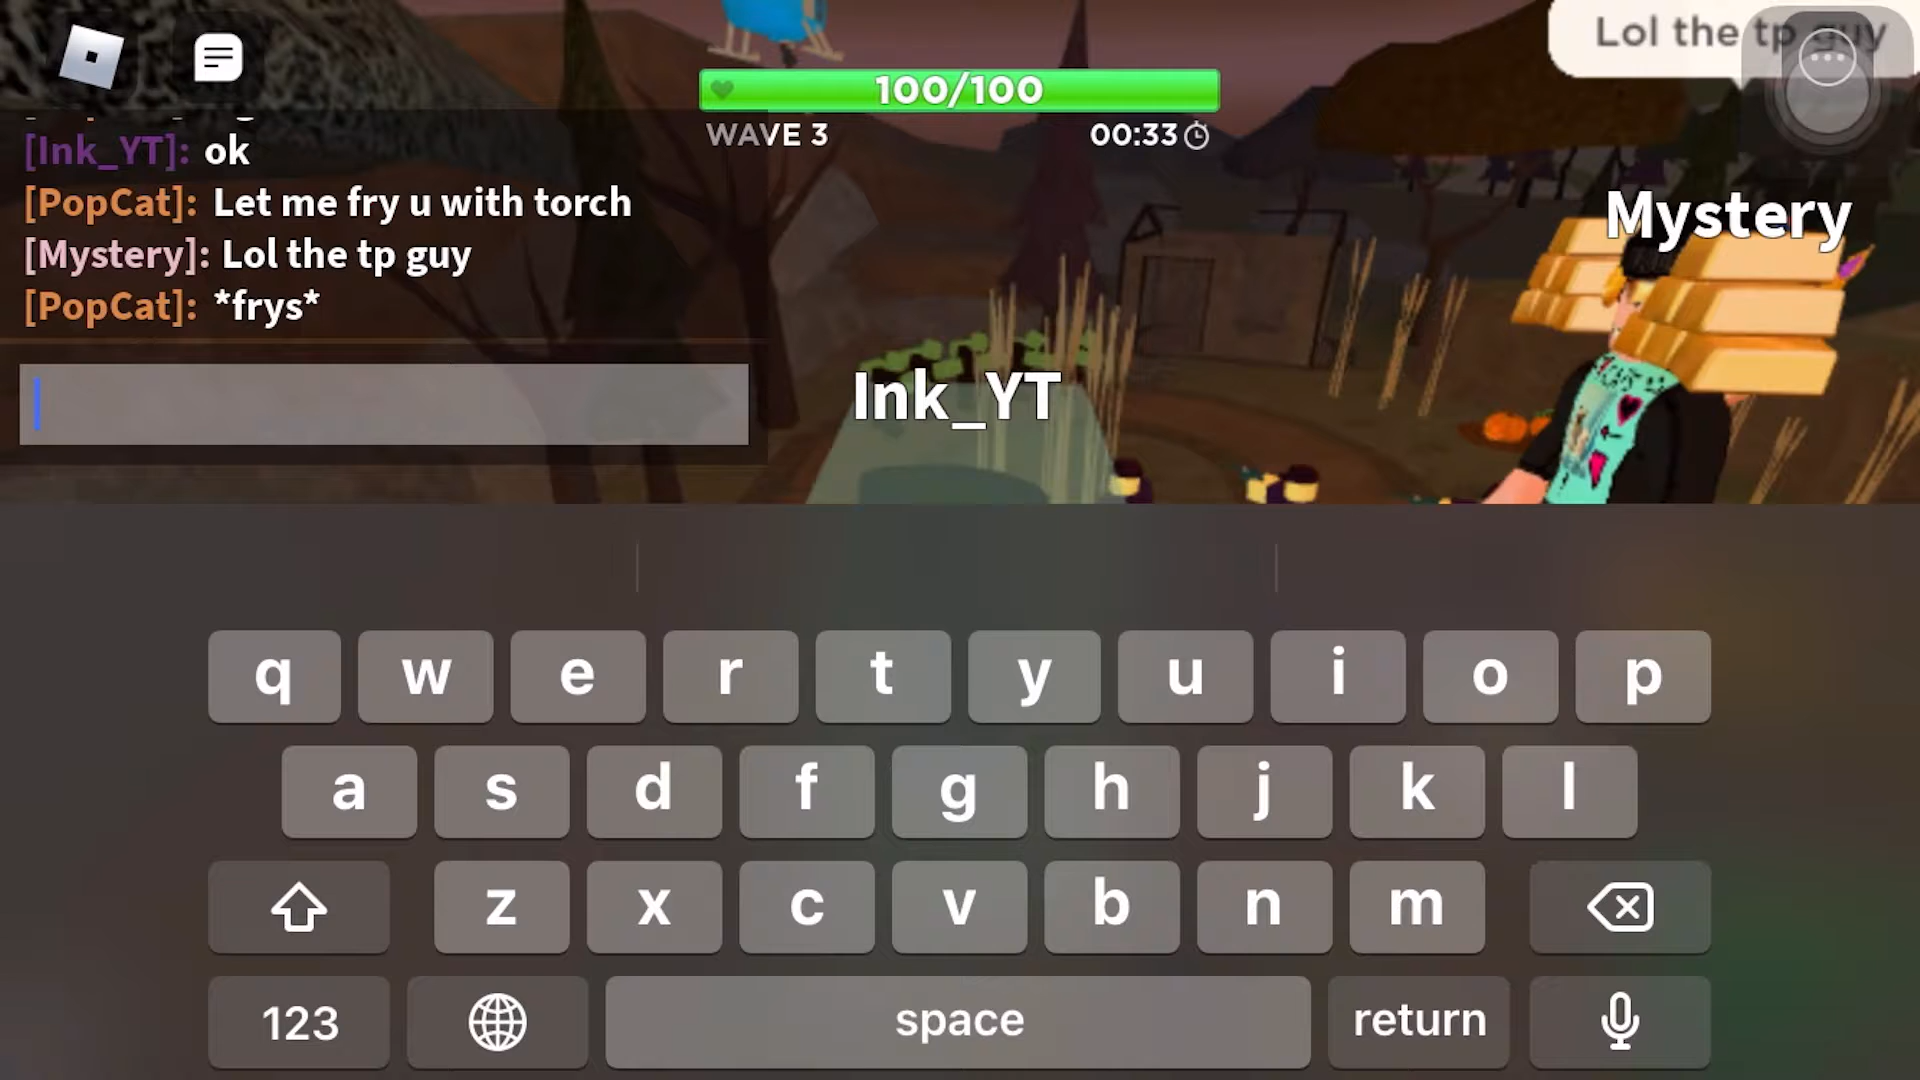 Lol the tp guy
100/100
WAVE 3
00:33
[Ink_YT]: ok
[PopCat]: Let me fry u with torch
[Mystery]: Lol the tp guy
[PopCat]: *frys*
Mystery
Ink_YT
q w e r t y u i o p
a s d f g h j k l
z x c v b n m
123 space return